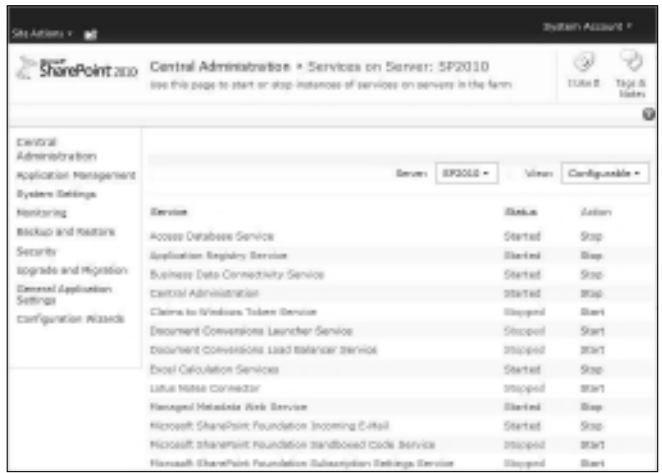 Site Actions
System Account
Microsoft
SharePoint 2010
Central Administration ▸ Services on Server: SP2010
Use this page to start or stop instances of services on servers in the farm
I Like It
Tags & Notes
Central Administration
Application Management
System Settings
Monitoring
Backup and Restore
Security
Upgrade and Migration
General Application Settings
Configuration Wizards
Server: SP2010
View: Configurable
Service Status Action
Access Database Service Started Stop
Application Registry Service Started Stop
Business Data Connectivity Service Started Stop
Central Administration Started Stop
Claims to Windows Token Service Stopped Start
Document Conversions Launcher Service Stopped Start
Document Conversions Load Balancer Service Stopped Start
Excel Calculation Services Started Stop
Lotus Notes Connector Stopped Start
Managed Metadata Web Service Started Stop
Microsoft SharePoint Foundation Incoming E-Mail Started Stop
Microsoft SharePoint Foundation Sandboxed Code Service Stopped Start
Microsoft SharePoint Foundation Subscription Settings Service Stopped Start